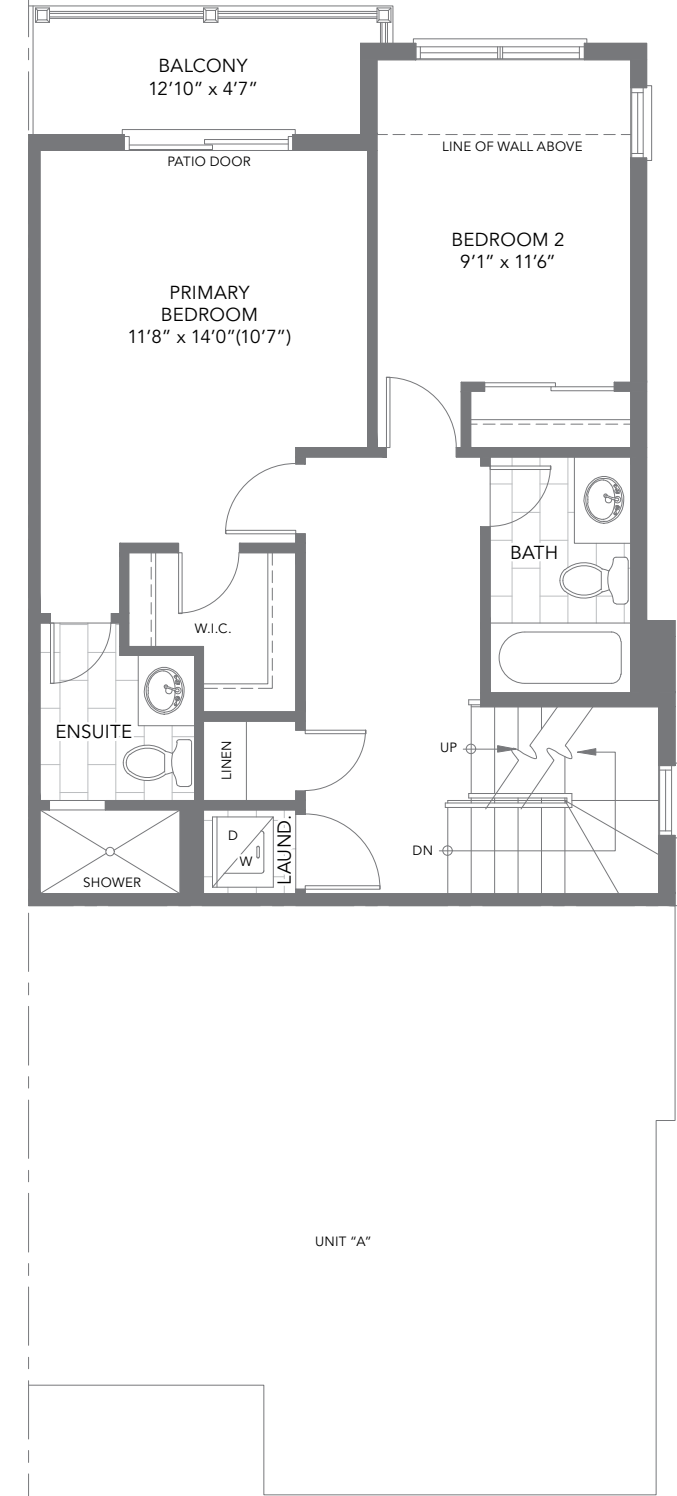 BALCONY
12’10” x 4’7”
PATIO DOOR
LINE OF WALL ABOVE
BEDROOM 2
9’1” x 11’6”
PRIMARY
BEDROOM
11’8” x 14’0”(10’7”)
BATH
W.I.C.
ENSUITE
LINEN
UP
D
W
LAUND.
DN
SHOWER
UNIT “A”